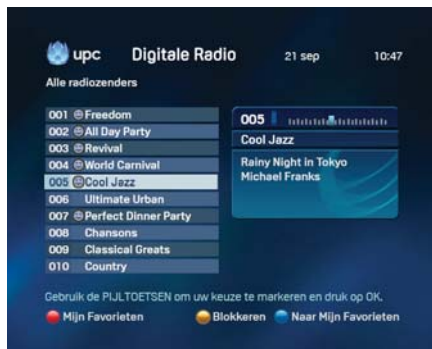 upc Digitale Radio 21 sep 10:47
Alle radiozenders
001 Freedom
002 All Day Party
003 Revival
004 World Carnival
005 Cool Jazz
006 Ultimate Urban
007 Perfect Dinner Party
008 Chansons
009 Classical Greats
010 Country
005
Cool Jazz
Rainy Night in Tokyo
Michael Franks
Gebruik de PIJLTOETSEN om uw keuze te markeren en druk op OK.
Mijn Favorieten Blokkeren Naar Mijn Favorieten